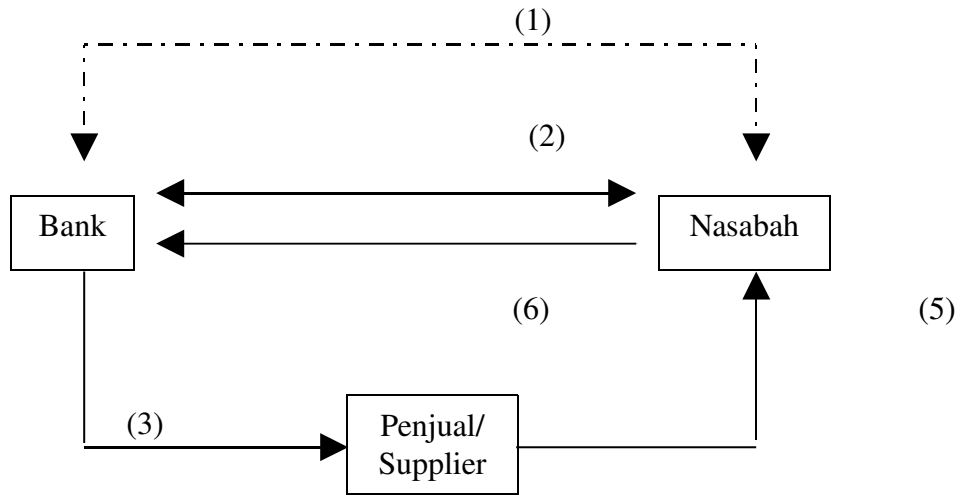 (1)
(2)
Bank
Nasabah
(6)
(5)
(3)
Penjual/
Supplier